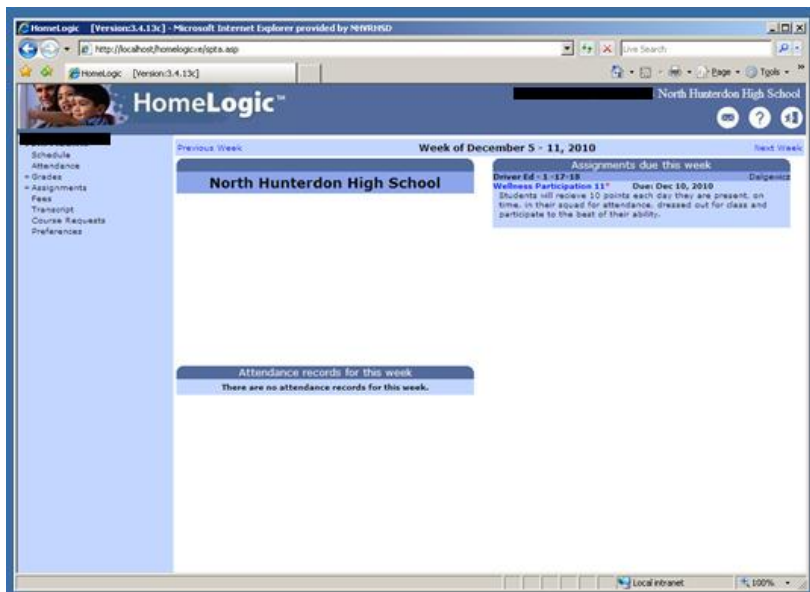 HomeLogic [Version:3.4.13c] - Microsoft Internet Explorer provided by NHVRHSD
http://localhost/homelogicxe/spta.asp
Live Search
HomeLogic [Version:3.4.13c]
Page Tools
HomeLogic™
North Hunterdon High School
Schedule
Attendance
Grades
Assignments
Fees
Transcript
Course Requests
Preferences
Previous Week Week of December 5 - 11, 2010 Next Week
North Hunterdon High School
Attendance records for this week
There are no attendance records for this week.
Assignments due this week
Driver Ed - 1 -17-18
Wellness Participation 11* Due: Dec 10, 2010
Students will recieve 10 points each day they are present, on
time, in their squad for attendance, dressed out for class and
participate to the best of their ability.
Local intranet 100%